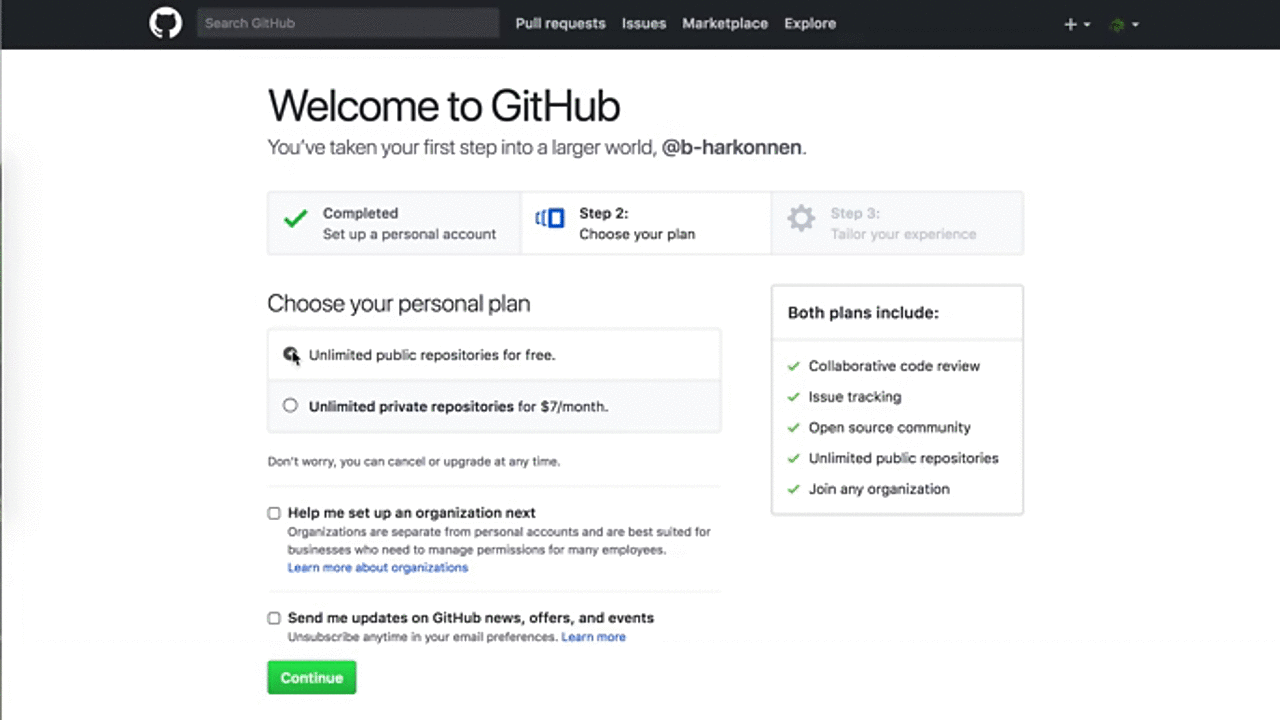 Search GitHub Pull requests Issues Marketplace Explore
Welcome to GitHub
You've taken your first step into a larger world, @b-harkonnen.
Completed
Set up a personal account
Step 2:
Choose your plan
Step 3:
Tailor your experience
Choose your personal plan
Unlimited public repositories for free.
Unlimited private repositories for $7/month.
Don't worry, you can cancel or upgrade at any time.
Help me set up an organization next
Organizations are separate from personal accounts and are best suited for
businesses who need to manage permissions for many employees.
Learn more about organizations
Send me updates on GitHub news, offers, and events
Unsubscribe anytime in your email preferences. Learn more
Continue
Both plans include:
Collaborative code review
Issue tracking
Open source community
Unlimited public repositories
Join any organization